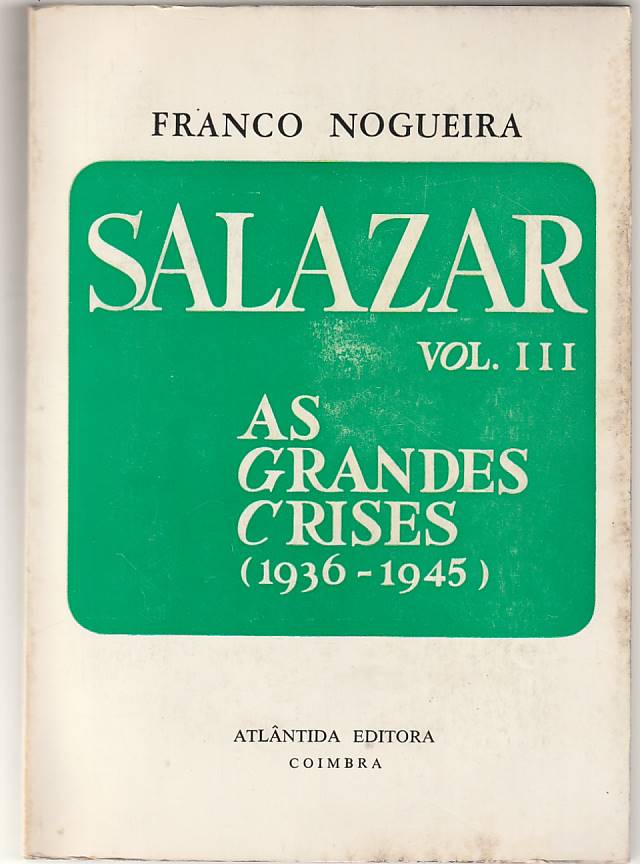 FRANCO NOGUEIRA
SALAZAR
VOL. III
AS
GRANDES
CRISES
(1936-1945)
ATLÂNTIDA EDITORA
COIMBRA